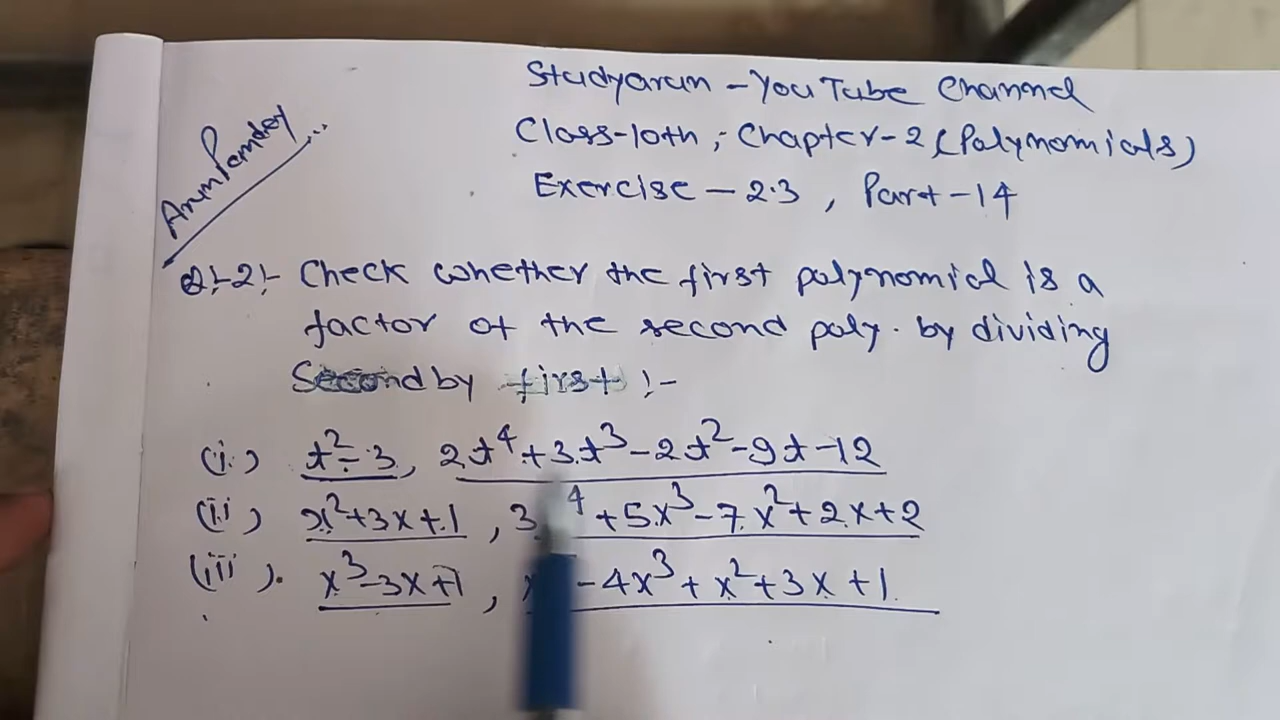 Studyarun - YouTube Channel
Class-10th ; Chapter-2 (Polynomials)
Exercise - 2.3 , Part-14
Arun Pandey...
Q!-2!- Check whether the first polynomial is a
factor of the second poly. by dividing
Second by first :-
(i.) t²-3, 2t⁴+3t³-2t²-9t-12
(ii) x²+3x+1 , 3 ⁴+5x³-7x²+2x+2
(iii). x³-3x+1 , -4x³+x²+3x+1